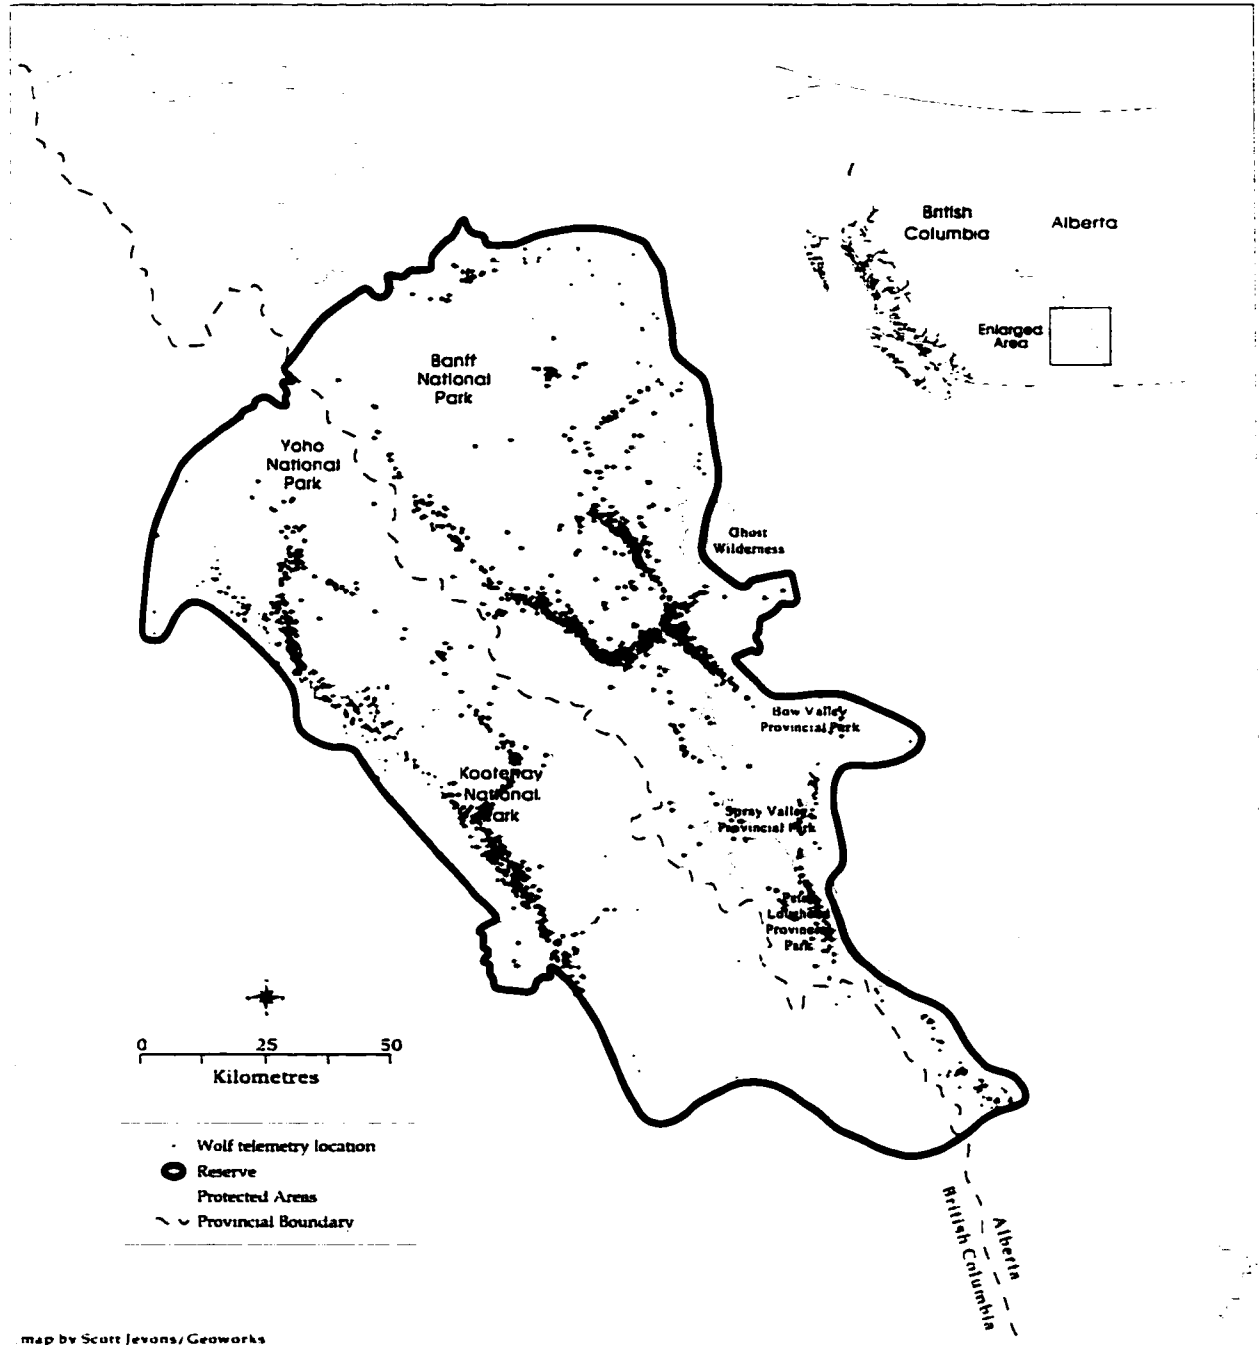 British
Columbia
Alberta
Enlarged
Area
Banff
National
Park
Yoho
National
Park
Ghost
Wilderness
Bow Valley
Provincial Park
Kootenay
National
Park
Spray Valley
Provincial Park
Peter
Lougheed
Provincial
Park
0 25 50
Kilometres
Wolf telemetry location
Reserve
Protected Areas
Provincial Boundary
Alberta
British Columbia
map by Scott Jevons/Geoworks